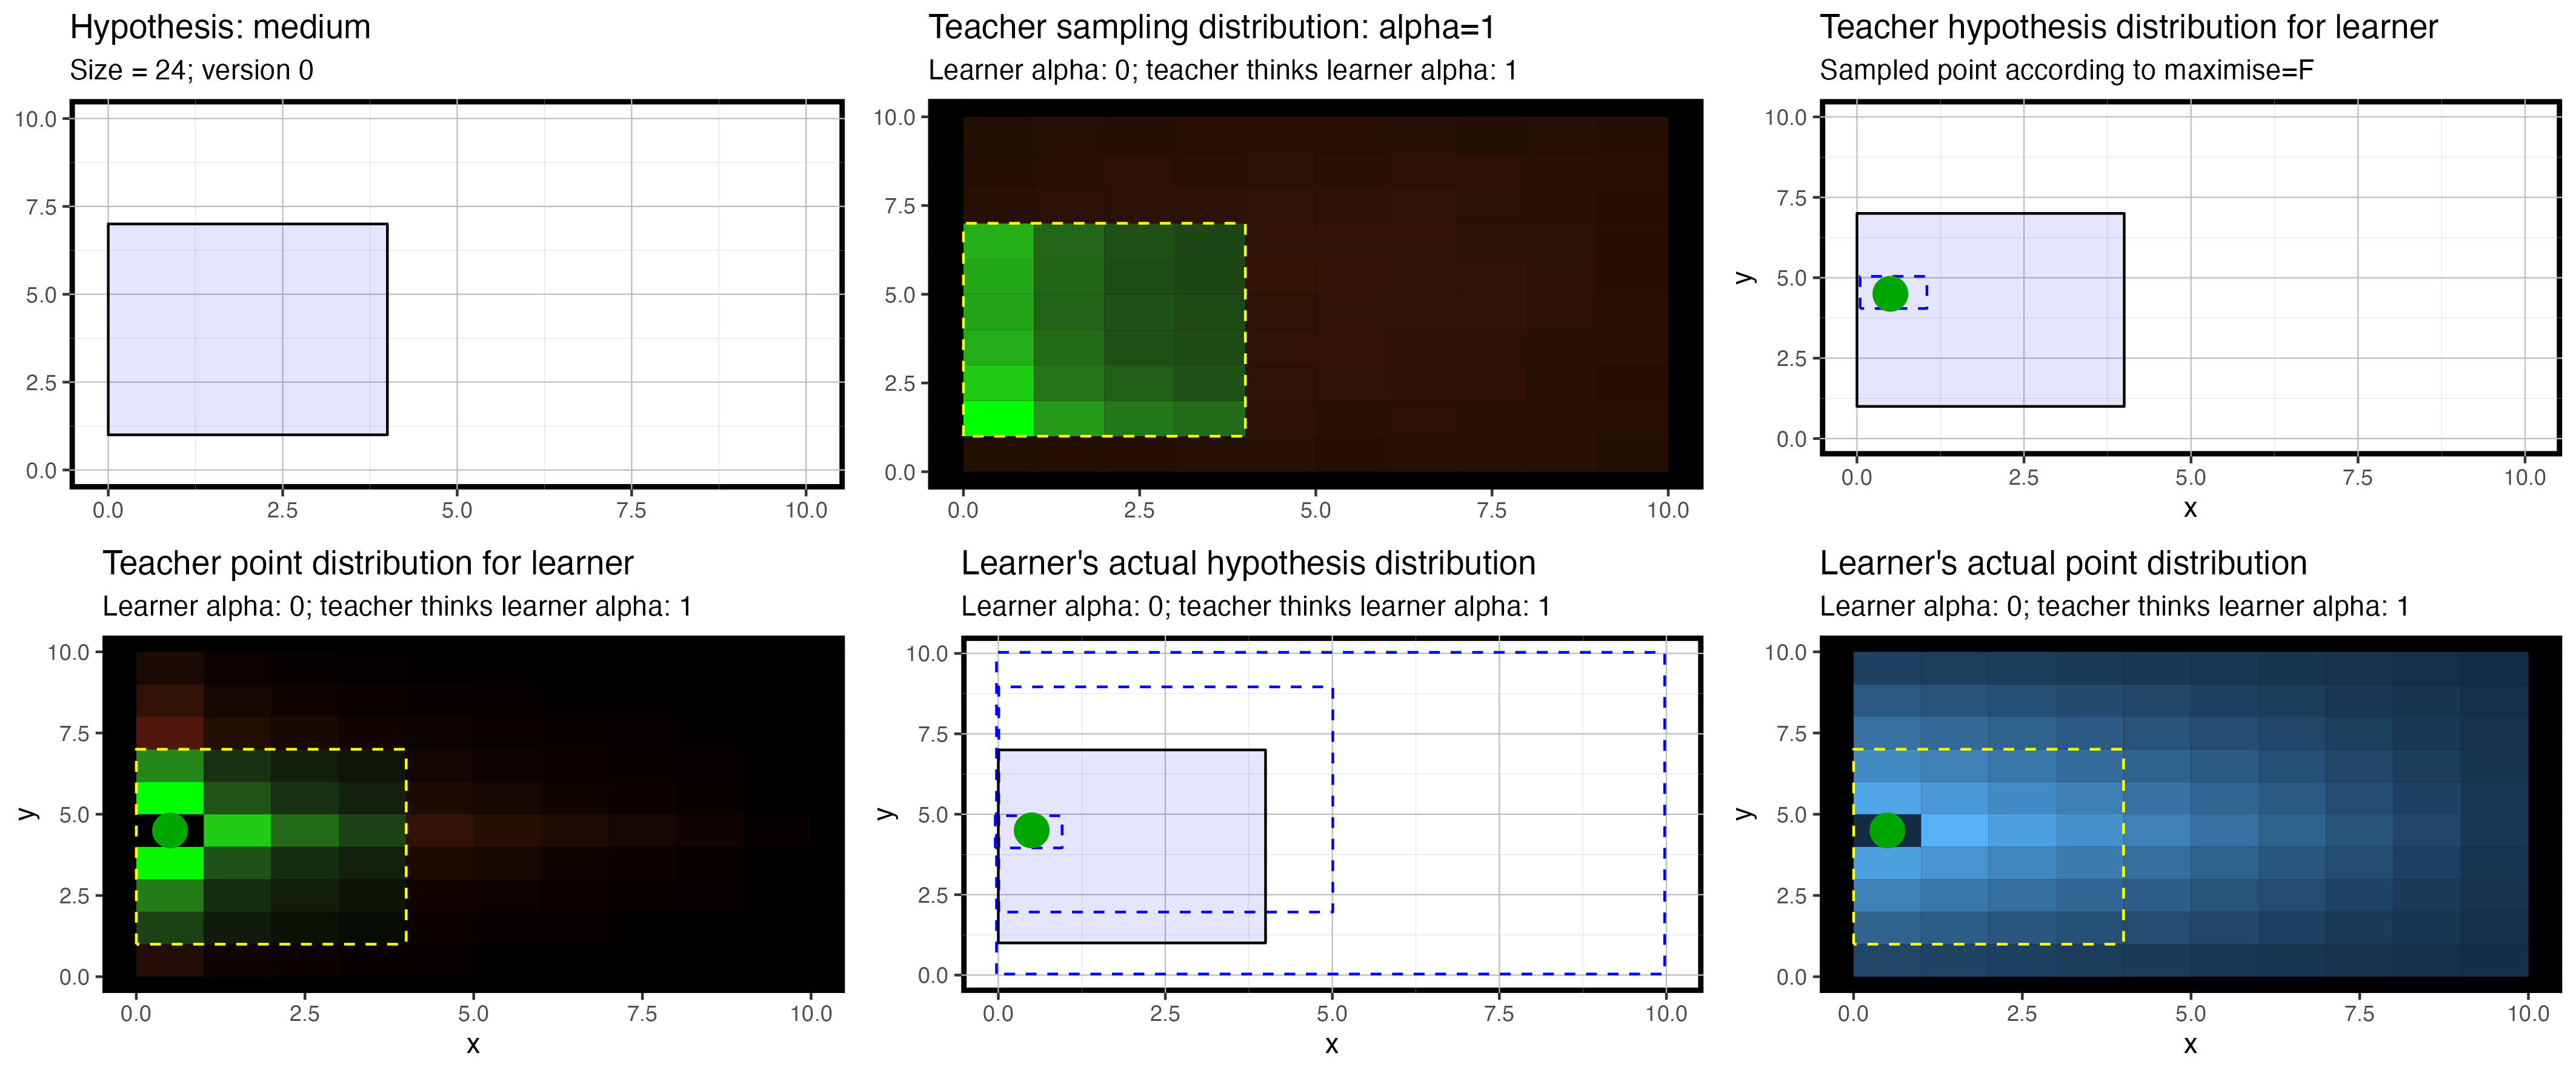 Hypothesis: medium
Size = 24; version 0
10.0
7.5
5.0
2.5
0.0
0.0 2.5 5.0 7.5 10.0
Teacher sampling distribution: alpha=1
Learner alpha: 0; teacher thinks learner alpha: 1
10.0
7.5
5.0
2.5
0.0
0.0 2.5 5.0 7.5 10.0
Teacher hypothesis distribution for learner
Sampled point according to maximise=F
10.0
7.5
y
5.0
2.5
0.0
0.0 2.5 5.0 7.5 10.0
x
Teacher point distribution for learner
Learner alpha: 0; teacher thinks learner alpha: 1
10.0
7.5
y
5.0
2.5
0.0
0.0 2.5 5.0 7.5 10.0
x
Learner's actual hypothesis distribution
Learner alpha: 0; teacher thinks learner alpha: 1
10.0
7.5
y
5.0
2.5
0.0
0.0 2.5 5.0 7.5 10.0
x
Learner's actual point distribution
Learner alpha: 0; teacher thinks learner alpha: 1
10.0
7.5
y
5.0
2.5
0.0
0.0 2.5 5.0 7.5 10.0
x